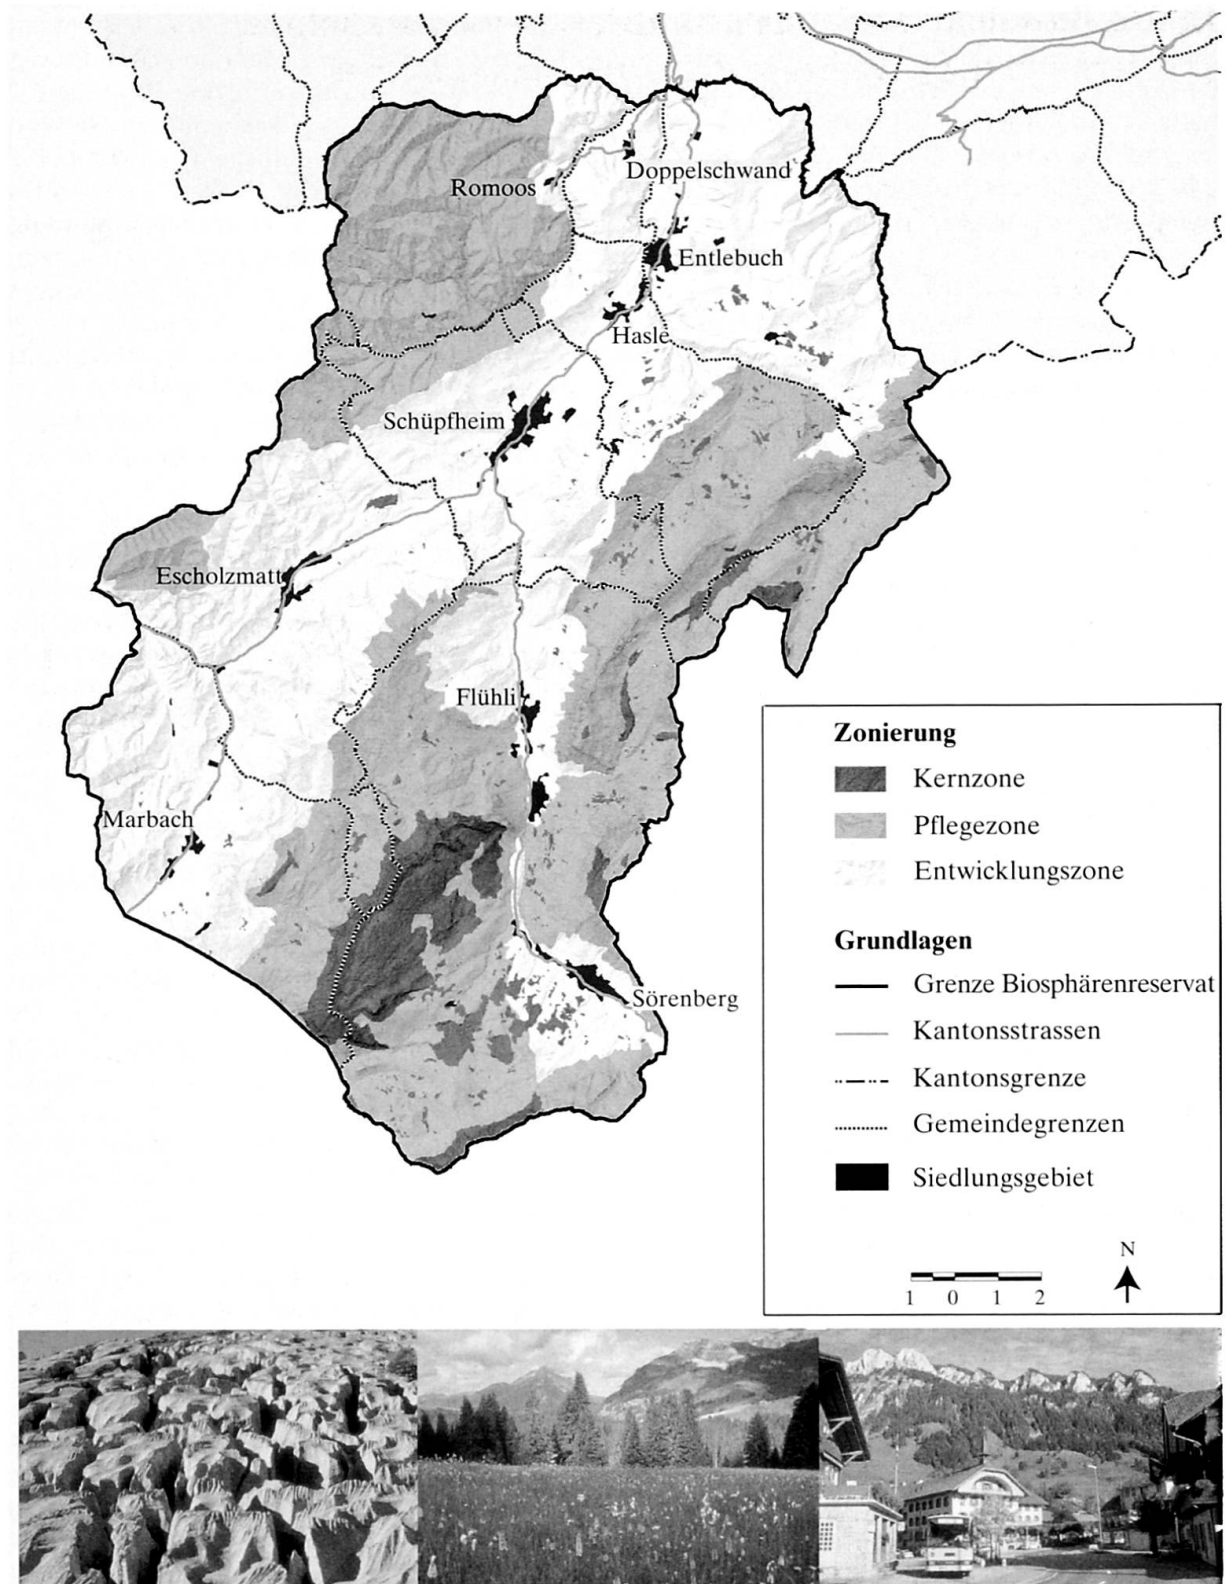 Romoos
Doppelschwand
Entlebuch
Hasle
Schüpfheim
Escholzmatt
Flühli
Marbach
Sörenberg
Zonierung
Kernzone
Pflegezone
Entwicklungszone
Grundlagen
Grenze Biosphärenreservat
Kantonsstrassen
Kantonsgrenze
Gemeindegrenzen
Siedlungsgebiet
N
1 0 1 2